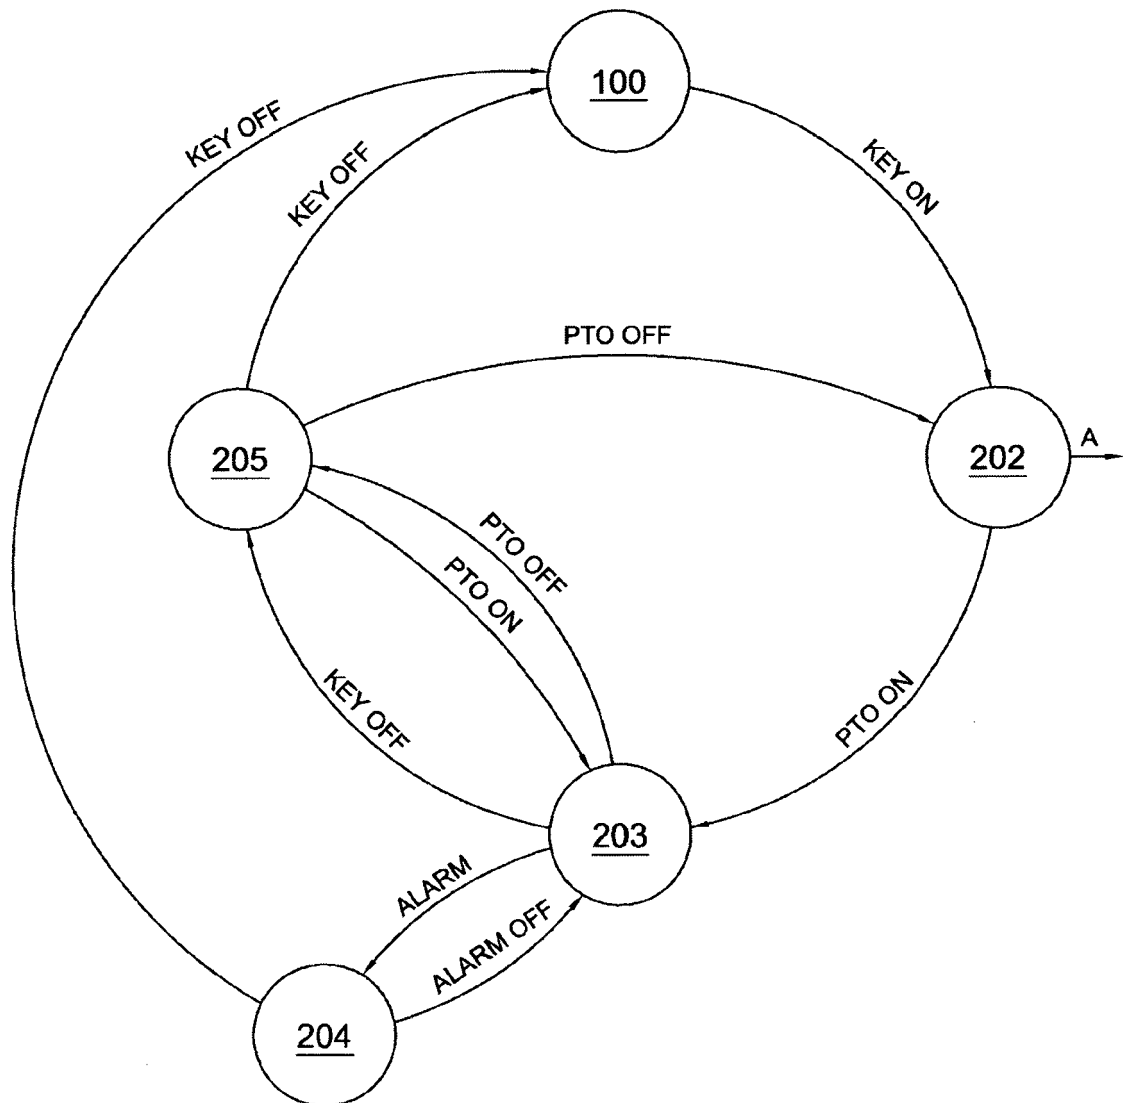 100
KEY OFF
KEY OFF
KEY ON
PTO OFF
205
202
A
PTO OFF
PTO ON
KEY OFF
PTO ON
203
ALARM
ALARM OFF
204